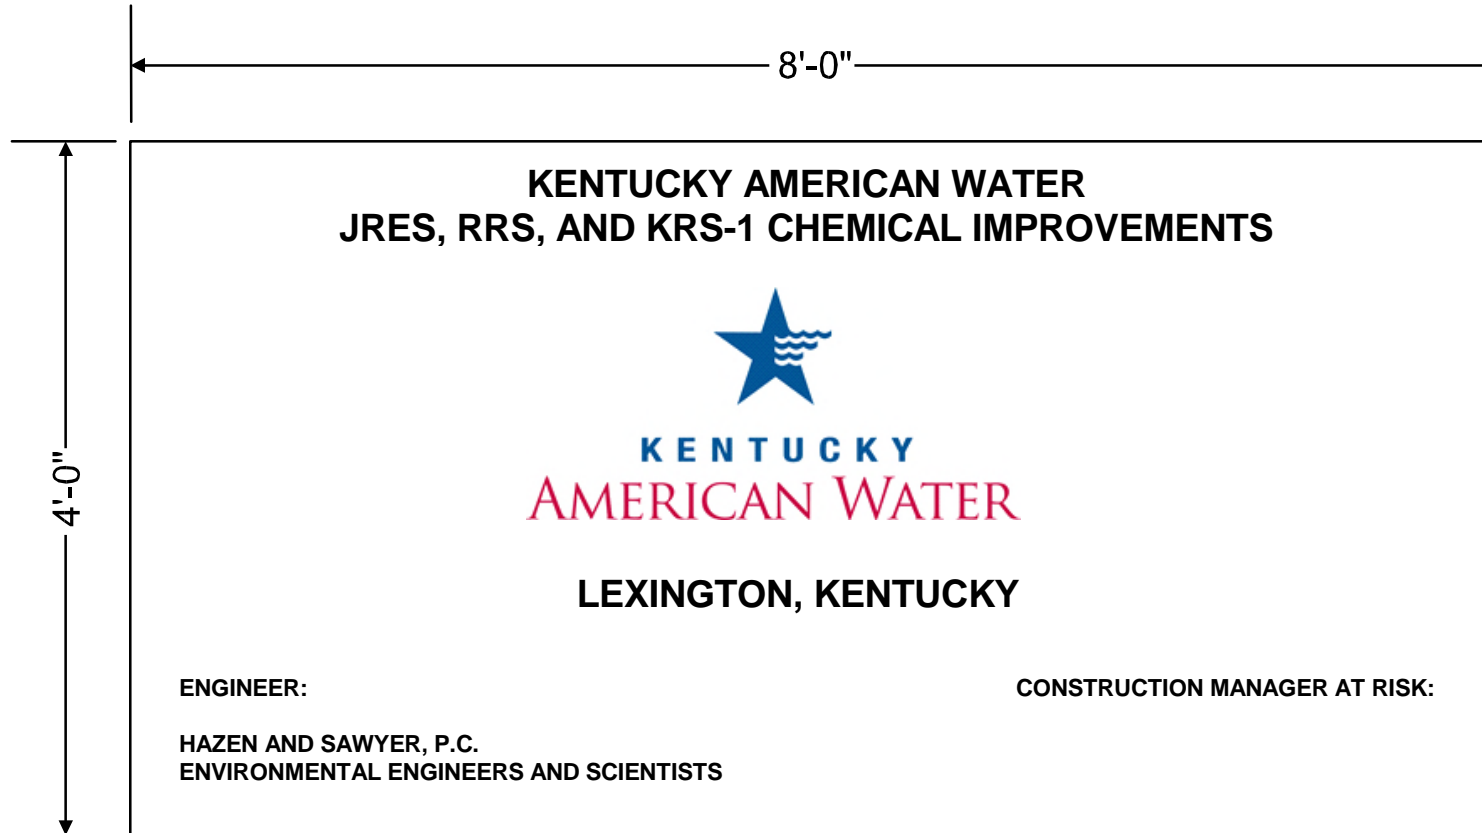 8'-0"
4'-0"
KENTUCKY AMERICAN WATER
JRES, RRS, AND KRS-1 CHEMICAL IMPROVEMENTS
KENTUCKY
AMERICAN WATER
LEXINGTON, KENTUCKY
ENGINEER:
CONSTRUCTION MANAGER AT RISK:
HAZEN AND SAWYER, P.C.
ENVIRONMENTAL ENGINEERS AND SCIENTISTS